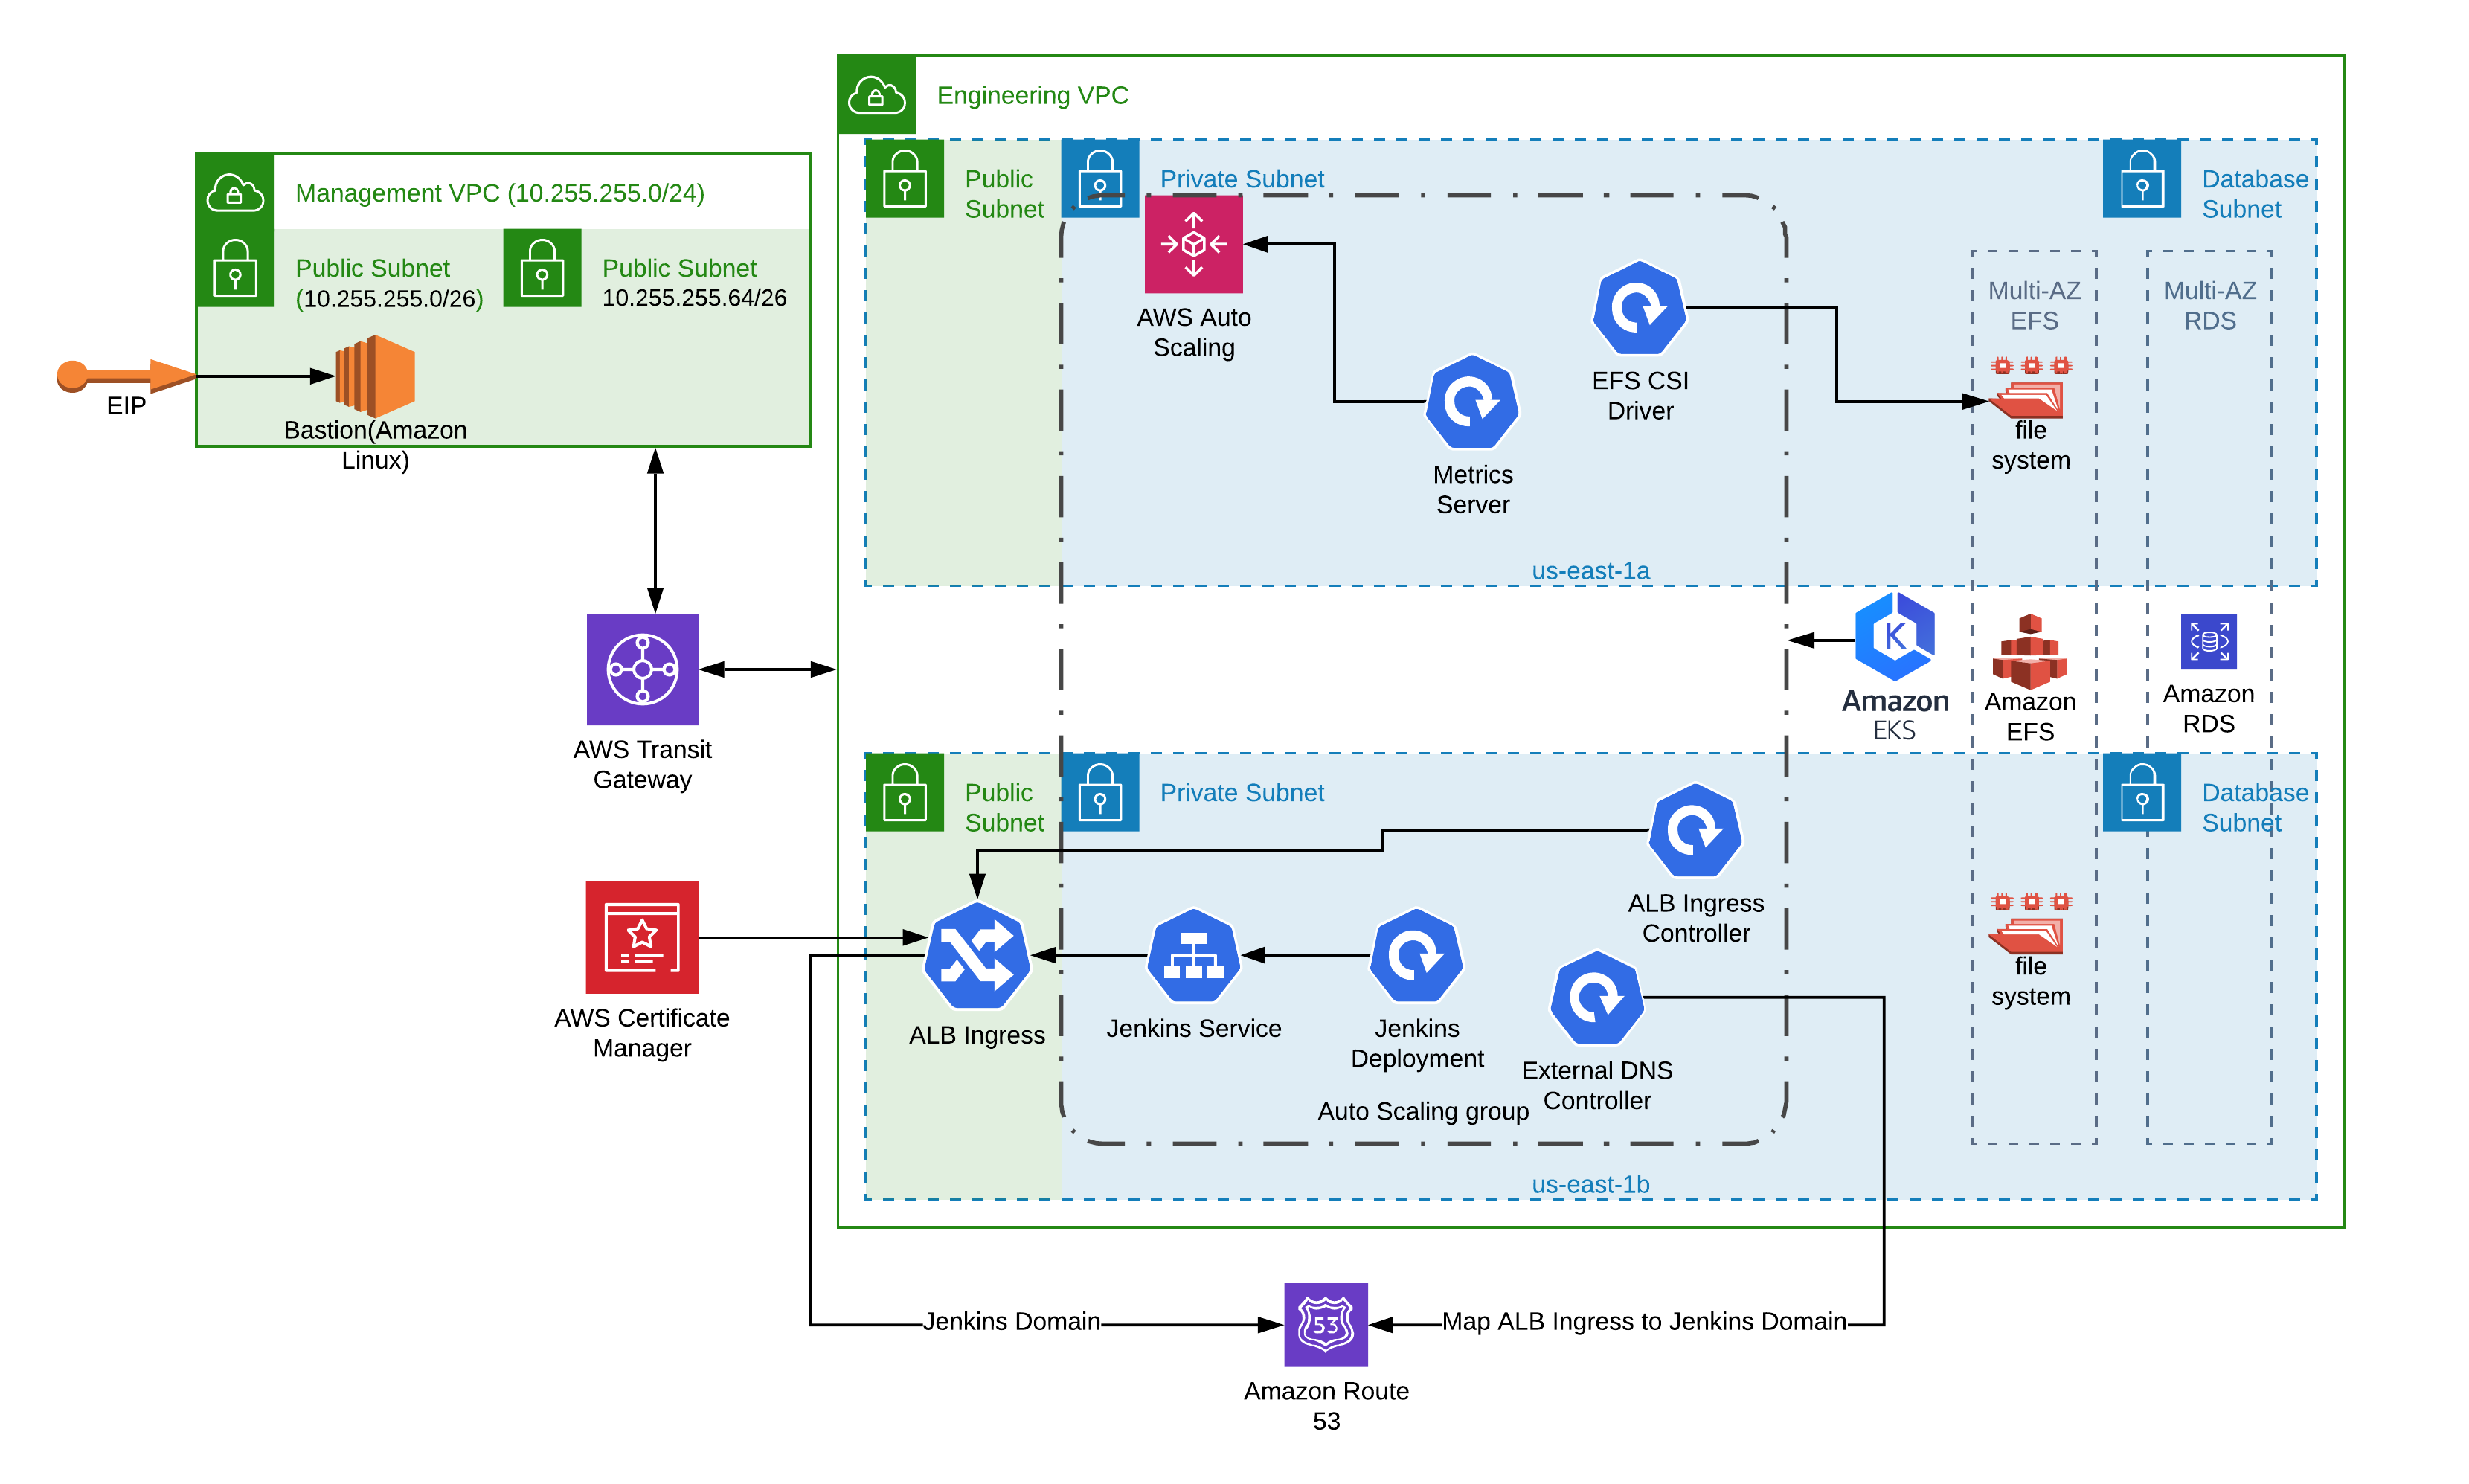 Engineering VPC
Management VPC (10.255.255.0/24)
Public Subnet
(10.255.255.0/26)
Public Subnet
10.255.255.64/26
EIP
Bastion(Amazon
Linux)
Public
Subnet
Private Subnet
Database
Subnet
AWS Auto
Scaling
EFS CSI
Driver
Metrics
Server
Multi-AZ
EFS
Multi-AZ
RDS
file
system
us-east-1a
AWS Transit
Gateway
K
Amazon
EKS
Amazon
EFS
Amazon
RDS
Public
Subnet
Private Subnet
Database
Subnet
ALB Ingress
Controller
AWS Certificate
Manager
ALB Ingress
Jenkins Service
Jenkins
Deployment
External DNS
Controller
Auto Scaling group
file
system
us-east-1b
Jenkins Domain
53
Map ALB Ingress to Jenkins Domain
Amazon Route
53